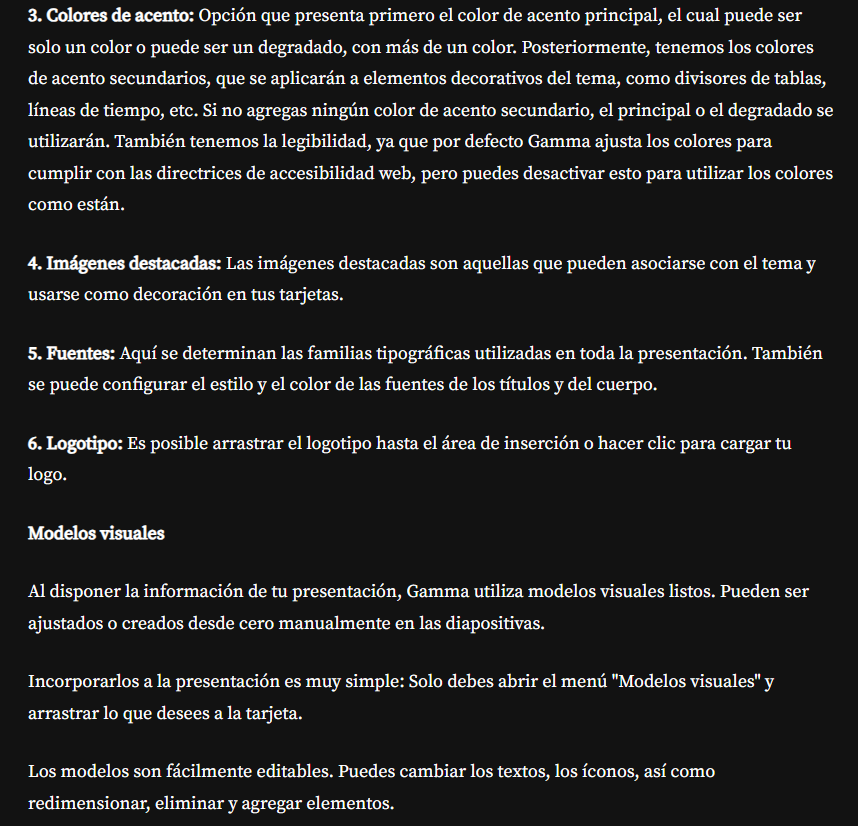 3. Colores de acento: Opción que presenta primero el color de acento principal, el cual puede ser
solo un color o puede ser un degradado, con más de un color. Posteriormente, tenemos los colores
de acento secundarios, que se aplicarán a elementos decorativos del tema, como divisores de tablas,
líneas de tiempo, etc. Si no agregas ningún color de acento secundario, el principal o el degradado se
utilizarán. También tenemos la legibilidad, ya que por defecto Gamma ajusta los colores para
cumplir con las directrices de accesibilidad web, pero puedes desactivar esto para utilizar los colores
como están.
4. Imágenes destacadas: Las imágenes destacadas son aquellas que pueden asociarse con el tema y
usarse como decoración en tus tarjetas.
5. Fuentes: Aquí se determinan las familias tipográficas utilizadas en toda la presentación. También
se puede configurar el estilo y el color de las fuentes de los títulos y del cuerpo.
6. Logotipo: Es posible arrastrar el logotipo hasta el área de inserción o hacer clic para cargar tu
logo.
Modelos visuales
Al disponer la información de tu presentación, Gamma utiliza modelos visuales listos. Pueden ser
ajustados o creados desde cero manualmente en las diapositivas.
Incorporarlos a la presentación es muy simple: Solo debes abrir el menú "Modelos visuales" y
arrastrar lo que desees a la tarjeta.
Los modelos son fácilmente editables. Puedes cambiar los textos, los íconos, así como
redimensionar, eliminar y agregar elementos.